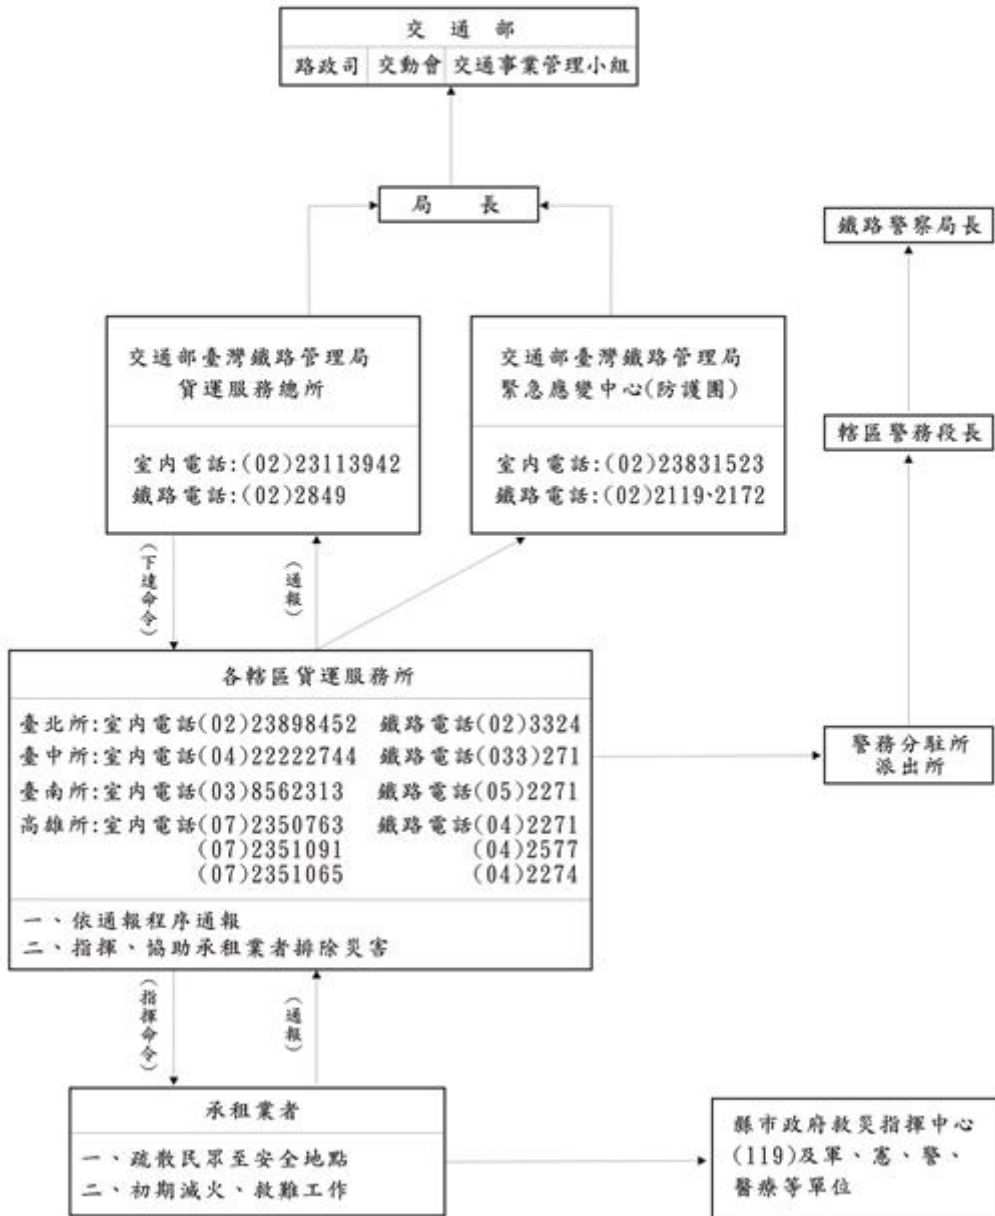 交通部
路政司 交動會 交通事業管理小組
局長
鐵路警察局長
交通部臺灣鐵路管理局
貨運服務總所
室內電話:(02)23113942
鐵路電話:(02)2849
交通部臺灣鐵路管理局
緊急應變中心(防護團)
室內電話:(02)23831523
鐵路電話:(02)2119、2172
轄區警務段長
(下達命令)
(通報)
各轄區貨運服務所
臺北所:室內電話(02)23898452 鐵路電話(02)3324
臺中所:室內電話(04)22222744 鐵路電話(033)271
臺南所:室內電話(03)8562313 鐵路電話(05)2271
高雄所:室內電話(07)2350763 鐵路電話(04)2271
(07)2351091 (04)2577
(07)2351065 (04)2274
一、依通報程序通報
二、指揮、協助承租業者排除災害
警務分駐所
派出所
(指揮命令)
(通報)
承租業者
一、疏散民眾至安全地點
二、初期滅火、救難工作
縣市政府救災指揮中心
(119)及軍、憲、警、
醫療等單位